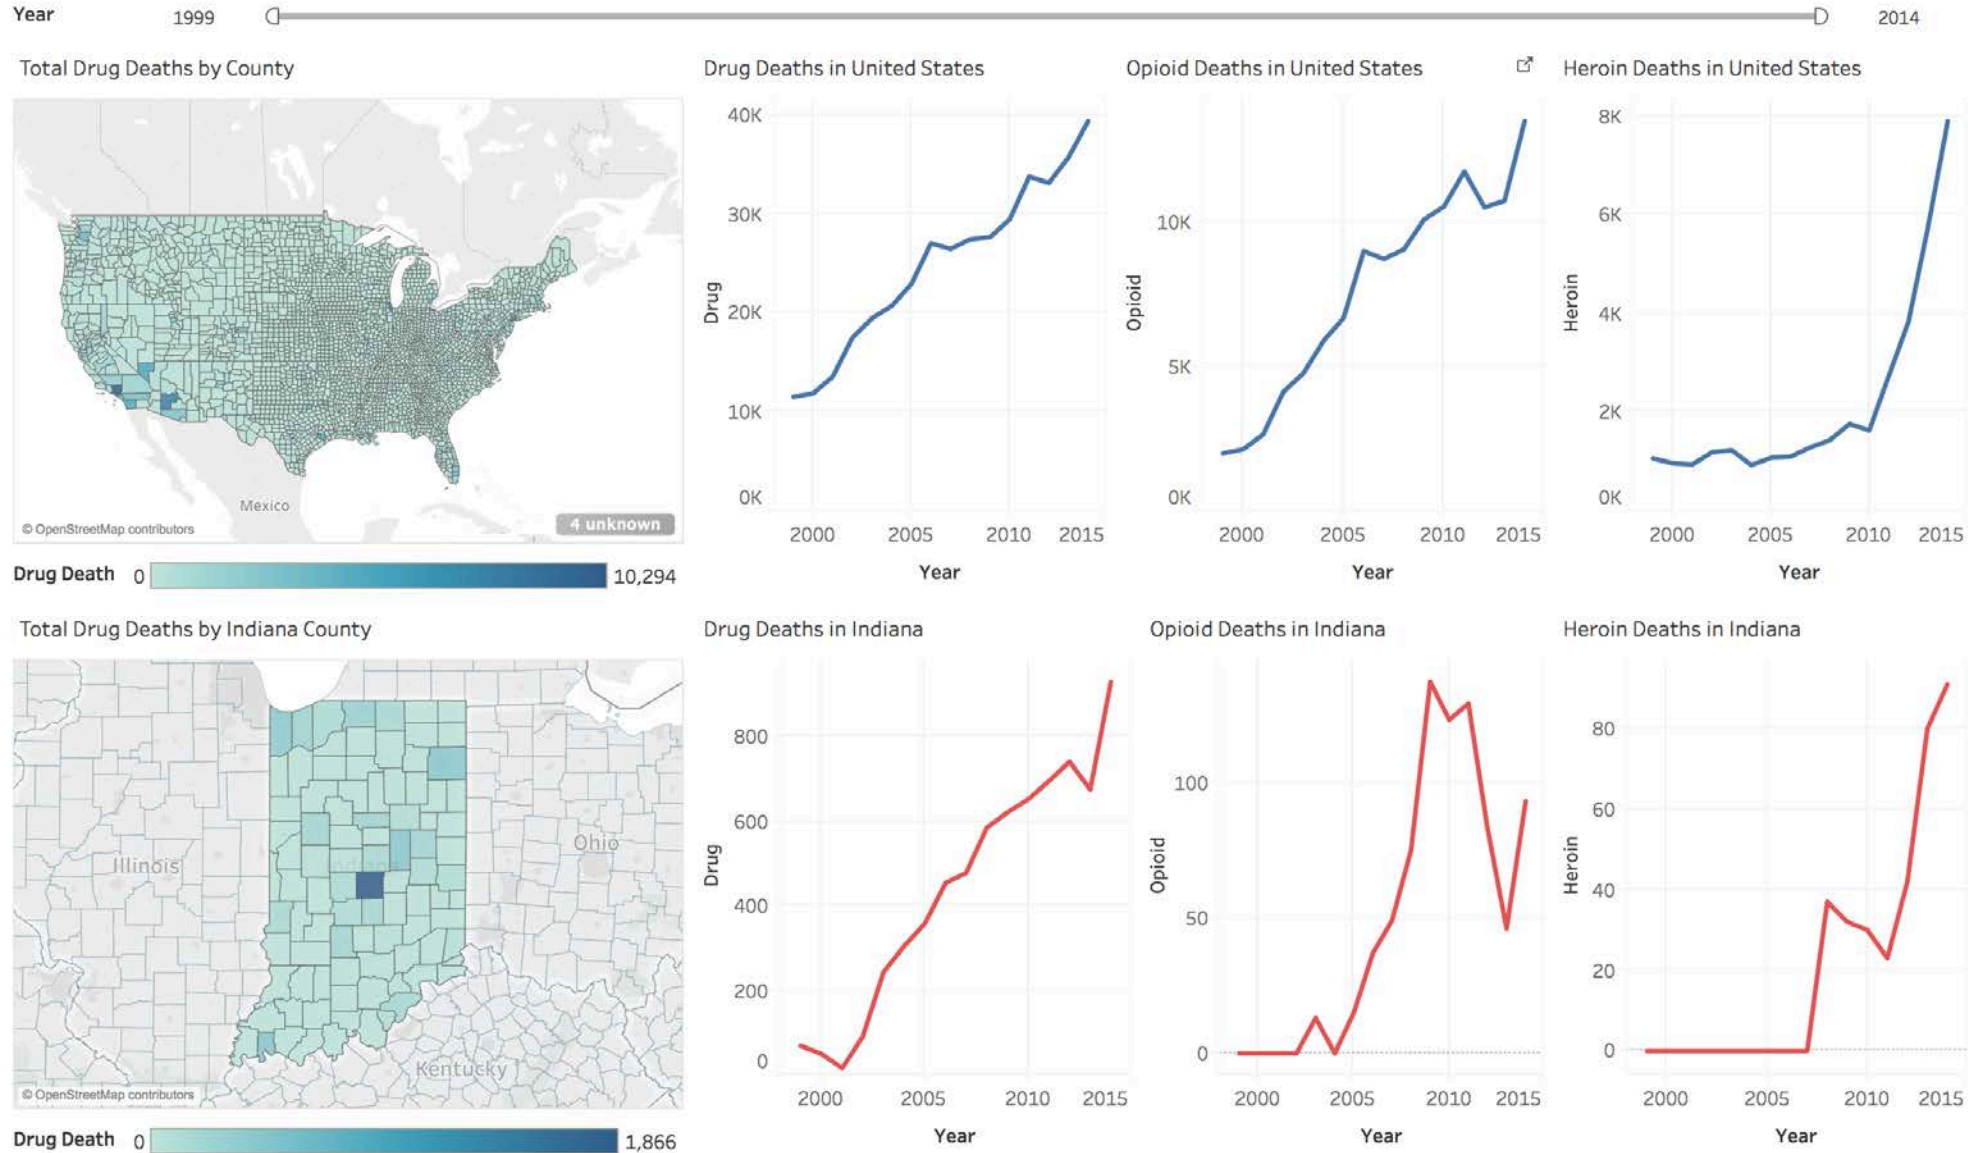 Year 1999 2014
Total Drug Deaths by County
Mexico
© OpenStreetMap contributors
4 unknown
Drug Death 0 10,294
Drug Deaths in United States
40K
30K
20K
10K
0K
Drug
2000 2005 2010 2015
Year
Opioid Deaths in United States
10K
5K
0K
Opioid
2000 2005 2010 2015
Year
Heroin Deaths in United States
8K
6K
4K
2K
0K
Heroin
2000 2005 2010 2015
Year
Total Drug Deaths by Indiana County
Illinois
Indiana
Ohio
Kentucky
© OpenStreetMap contributors
Drug Death 0 1,866
Drug Deaths in Indiana
800
600
400
200
0
Drug
2000 2005 2010 2015
Year
Opioid Deaths in Indiana
100
50
0
Opioid
2000 2005 2010 2015
Year
Heroin Deaths in Indiana
80
60
40
20
0
Heroin
2000 2005 2010 2015
Year